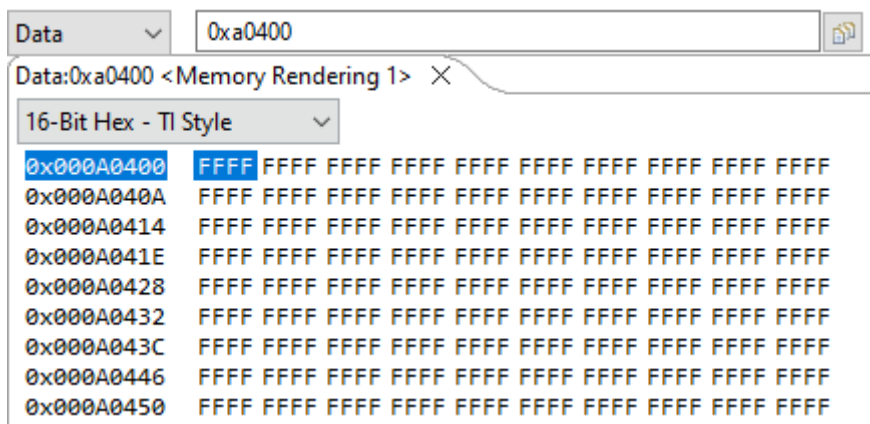 Data 0xa0400
Data:0xa0400 <Memory Rendering 1>
16-Bit Hex - TI Style
0x000A0400 FFFF FFFF FFFF FFFF FFFF FFFF FFFF FFFF FFFF FFFF
0x000A040A FFFF FFFF FFFF FFFF FFFF FFFF FFFF FFFF FFFF FFFF
0x000A0414 FFFF FFFF FFFF FFFF FFFF FFFF FFFF FFFF FFFF FFFF
0x000A041E FFFF FFFF FFFF FFFF FFFF FFFF FFFF FFFF FFFF FFFF
0x000A0428 FFFF FFFF FFFF FFFF FFFF FFFF FFFF FFFF FFFF FFFF
0x000A0432 FFFF FFFF FFFF FFFF FFFF FFFF FFFF FFFF FFFF FFFF
0x000A043C FFFF FFFF FFFF FFFF FFFF FFFF FFFF FFFF FFFF FFFF
0x000A0446 FFFF FFFF FFFF FFFF FFFF FFFF FFFF FFFF FFFF FFFF
0x000A0450 FFFF FFFF FFFF FFFF FFFF FFFF FFFF FFFF FFFF FFFF